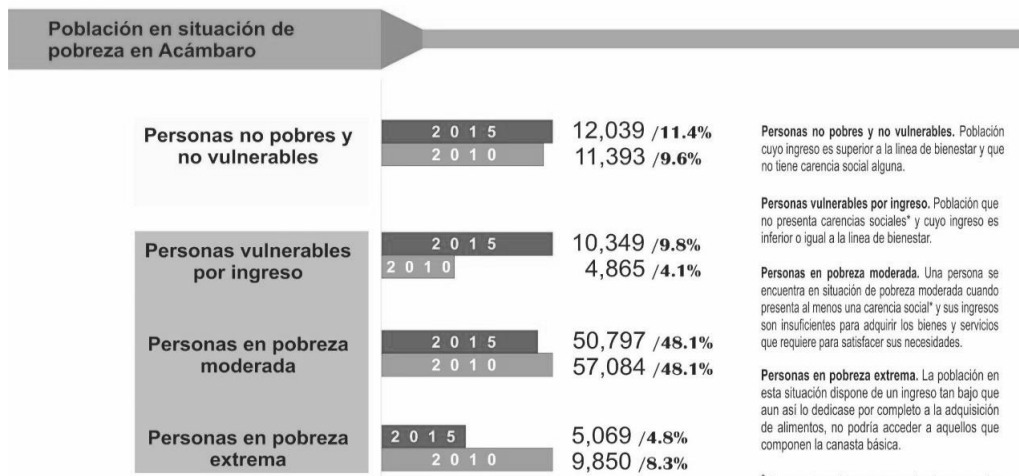 Población en situación de
pobreza en Acámbaro
Personas no pobres y
no vulnerables
2015
2010
12,039 /11.4%
11,393 /9.6%
Personas no pobres y no vulnerables. Población
cuyo ingreso es superior a la linea de bienestar y que
no tiene carencia social alguna.
Personas vulnerables
por ingreso
2015
2010
10,349 /9.8%
4,865 /4.1%
Personas vulnerables por ingreso. Población que
no presenta carencias sociales* y cuyo ingreso es
inferior o igual a la linea de bienestar.
Personas en pobreza
moderada
2015
2010
50,797 /48.1%
57,084 /48.1%
Personas en pobreza moderada. Una persona se
encuentra en situación de pobreza moderada cuando
presenta al menos una carencia social* y sus ingresos
son insuficientes para adquirir los bienes y servicios
que requiere para satisfacer sus necesidades.
Personas en pobreza
extrema
2015
2010
5,069 /4.8%
9,850 /8.3%
Personas en pobreza extrema. La población en
esta situación dispone de un ingreso tan bajo que
aun así lo dedicase por completo a la adquisición
de alimentos, no podría acceder a aquellos que
componen la canasta básica.